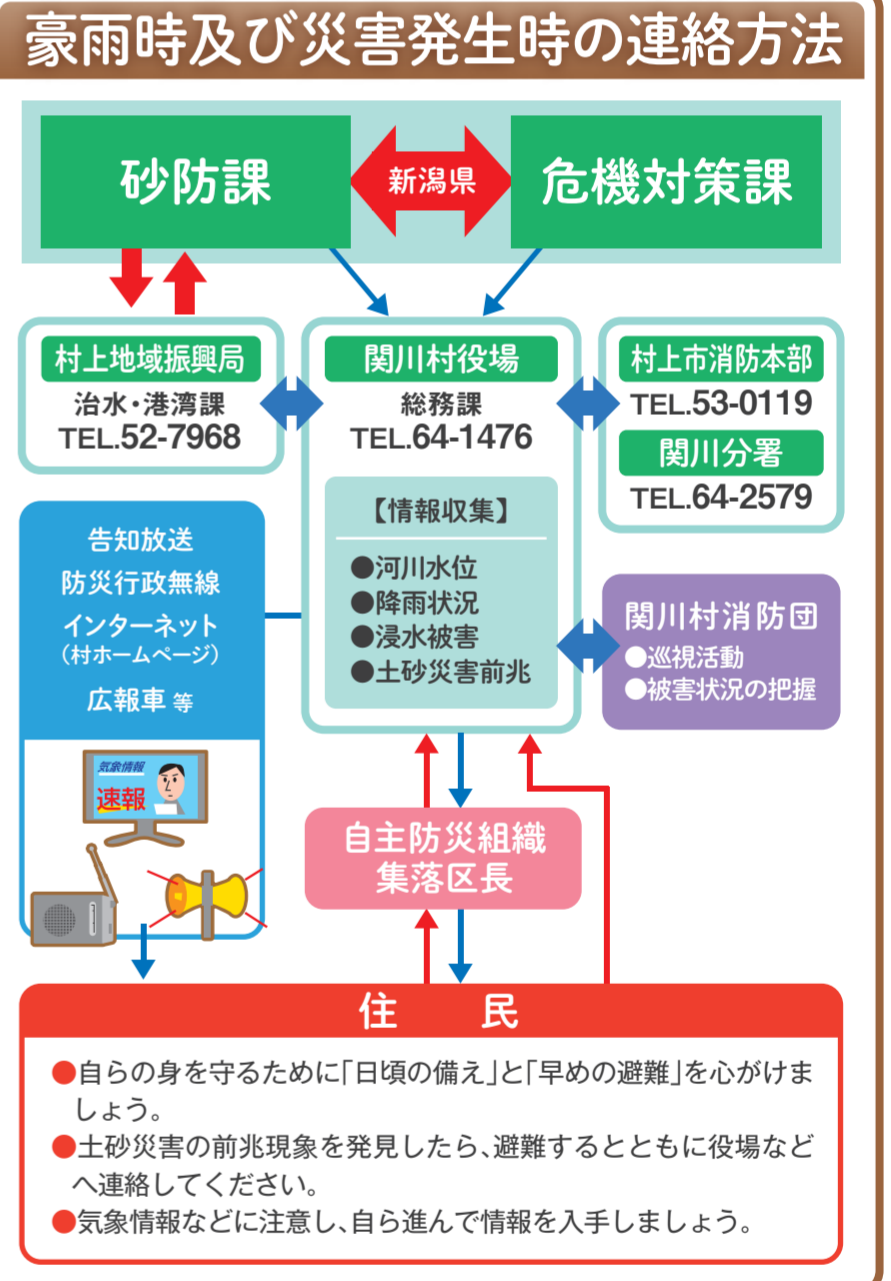 豪雨時及び災害発生時の連絡方法
砂防課
新潟県
危機対策課
村上地域振興局
治水・港湾課
TEL.52-7968
関川村役場
総務課
TEL.64-1476
【情報収集】
●河川水位
●降雨状況
●浸水被害
●土砂災害前兆
村上市消防本部
TEL.53-0119
関川分署
TEL.64-2579
告知放送
防災行政無線
インターネット
(村ホームページ)
広報車 等
関川村消防団
●巡視活動
●被害状況の把握
気象情報
速報
自主防災組織
集落区長
住　民
●自らの身を守るために「日頃の備え」と「早めの避難」を心がけま
しょう。
●土砂災害の前兆現象を発見したら、避難するとともに役場など
へ連絡してください。
●気象情報などに注意し、自ら進んで情報を入手しましょう。